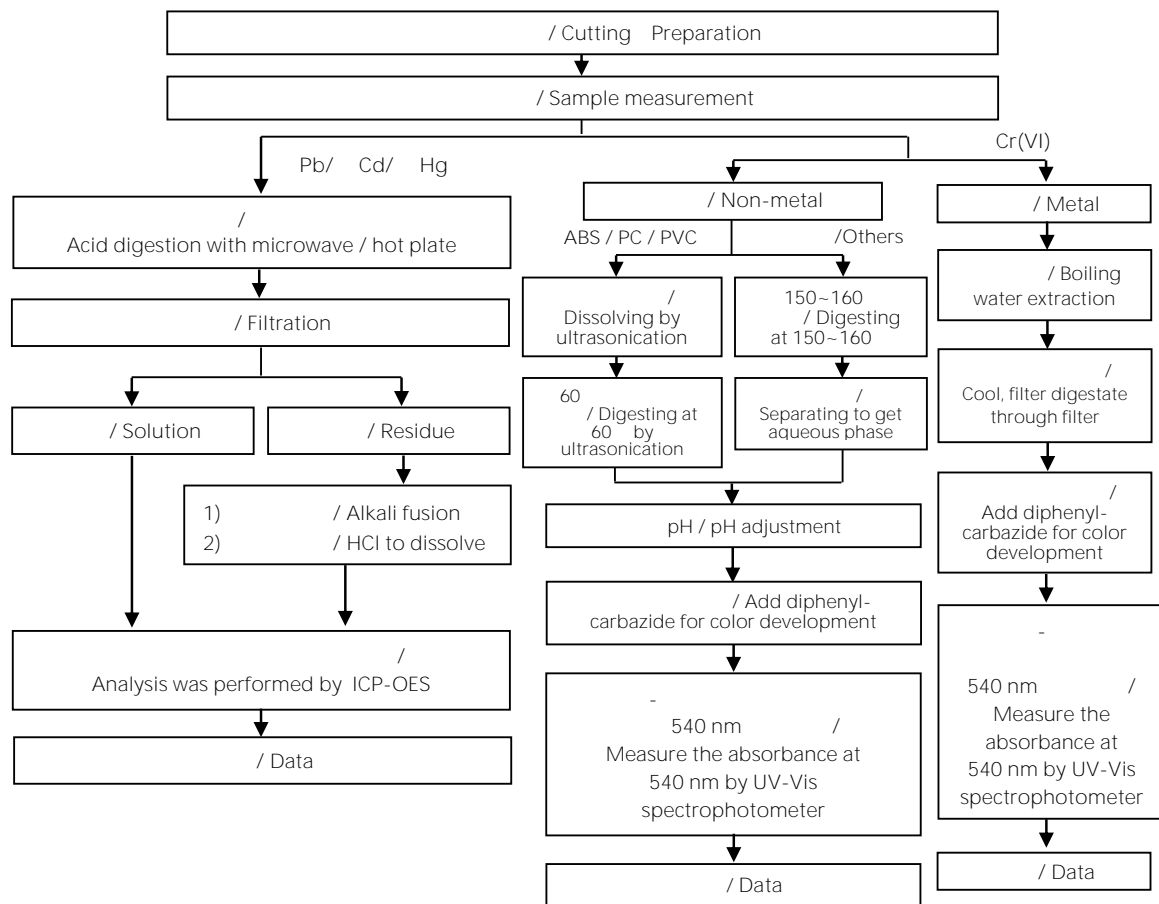 / Cutting Preparation
/ Sample measurement
Pb/ Cd/ Hg
Cr(VI)
/
Acid digestion with microwave / hot plate
/ Filtration
/ Solution
/ Residue
1) / Alkali fusion
2) / HCl to dissolve
/
Analysis was performed by ICP-OES
/ Data
/ Non-metal
ABS / PC / PVC
/Others
/
Dissolving by
ultrasonication
60
/ Digesting at
60 by
ultrasonication
150~160
/ Digesting
at 150~160
/
Separating to get
aqueous phase
pH / pH adjustment
/ Add diphenyl-
carbazide for color development
-
540 nm /
Measure the absorbance at
540 nm by UV-Vis
spectrophotometer
/ Data
/ Metal
/ Boiling
water extraction
/
Cool, filter digestate
through filter
/
Add diphenyl-
carbazide for color
development
-
540 nm /
Measure the
absorbance at
540 nm by UV-Vis
spectrophotometer
/ Data